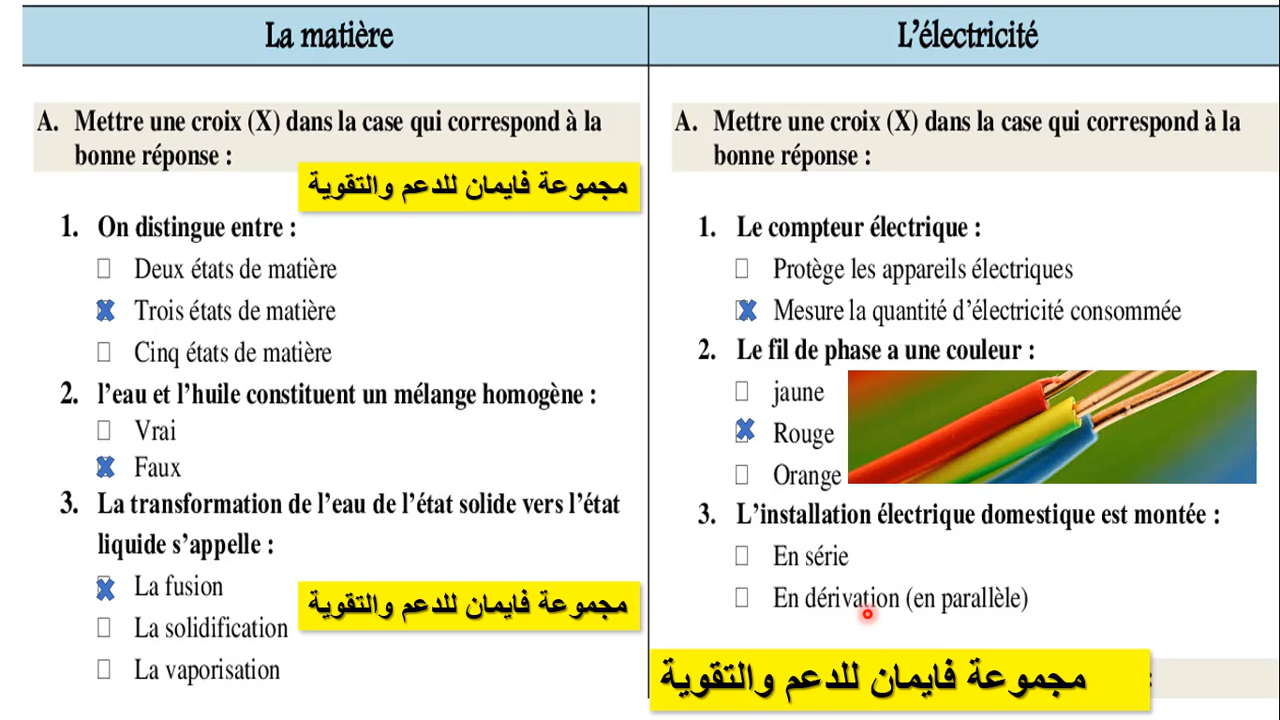 La matière
L’électricité
A. Mettre une croix (X) dans la case qui correspond à la
bonne réponse :
مجموعة فايمان للدعم والتقوية
1. On distingue entre :
Deux états de matière
Trois états de matière
Cinq états de matière
2. l’eau et l’huile constituent un mélange homogène :
Vrai
Faux
3. La transformation de l’eau de l’état solide vers l’état
liquide s’appelle :
La fusion
مجموعة فايمان للدعم والتقوية
La solidification
La vaporisation
A. Mettre une croix (X) dans la case qui correspond à la
bonne réponse :
1. Le compteur électrique :
Protège les appareils électriques
Mesure la quantité d’électricité consommée
2. Le fil de phase a une couleur :
jaune
Rouge
Orange
3. L’installation électrique domestique est montée :
En série
En dérivation (en parallèle)
مجموعة فايمان للدعم والتقوية